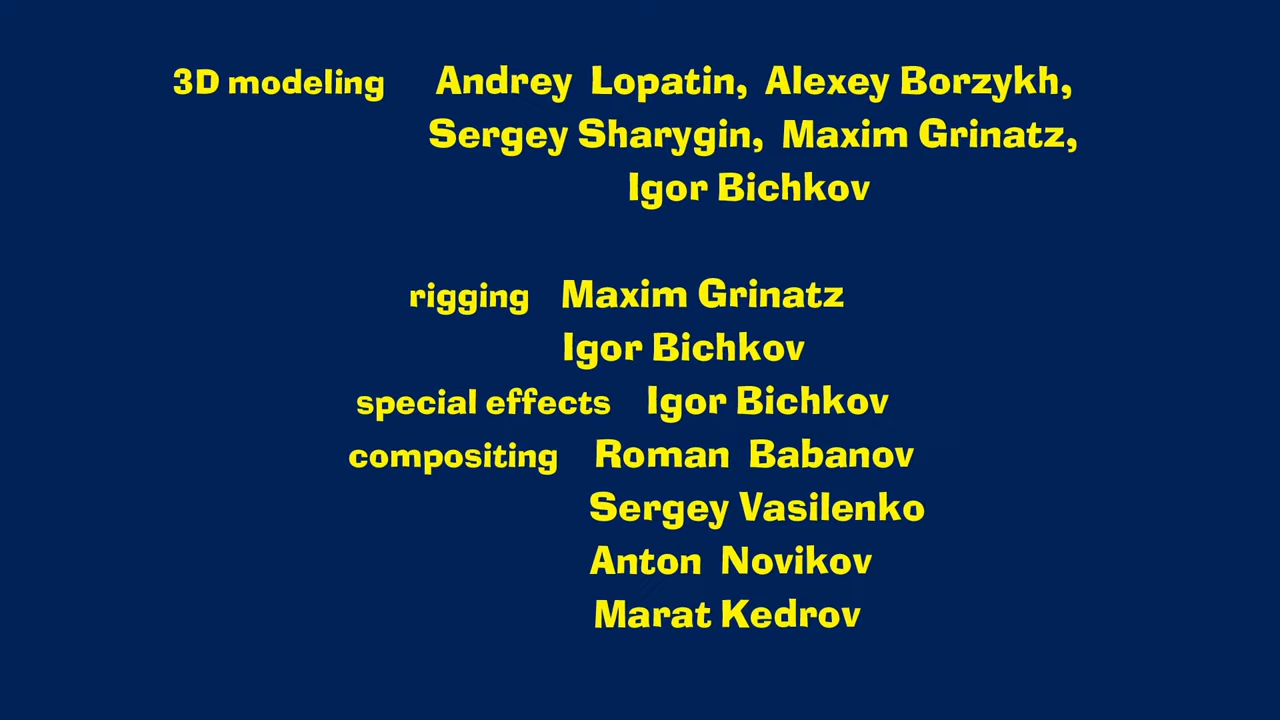 3D modeling Andrey Lopatin, Alexey Borzykh,
Sergey Sharygin, Maxim Grinatz,
Igor Bichkov
rigging Maxim Grinatz
Igor Bichkov
special effects Igor Bichkov
compositing Roman Babanov
Sergey Vasilenko
Anton Novikov
Marat Kedrov